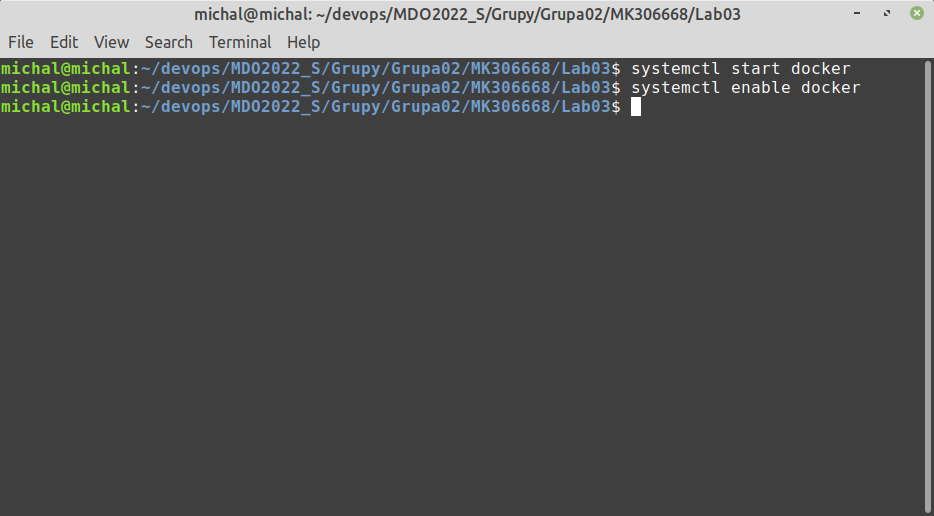 michal@michal: ~/devops/MDO2022_S/Grupy/Grupa02/MK306668/Lab03
File Edit View Search Terminal Help
michal@michal:~/devops/MDO2022_S/Grupy/Grupa02/MK306668/Lab03$ systemctl start docker
michal@michal:~/devops/MDO2022_S/Grupy/Grupa02/MK306668/Lab03$ systemctl enable docker
michal@michal:~/devops/MDO2022_S/Grupy/Grupa02/MK306668/Lab03$